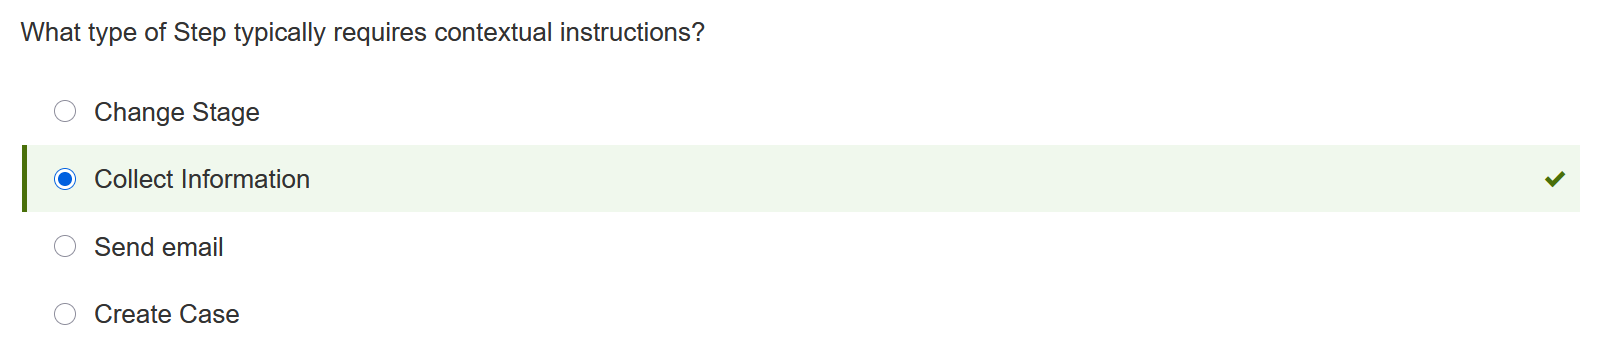 What type of Step typically requires contextual instructions?
Change Stage
Collect Information
Send email
Create Case